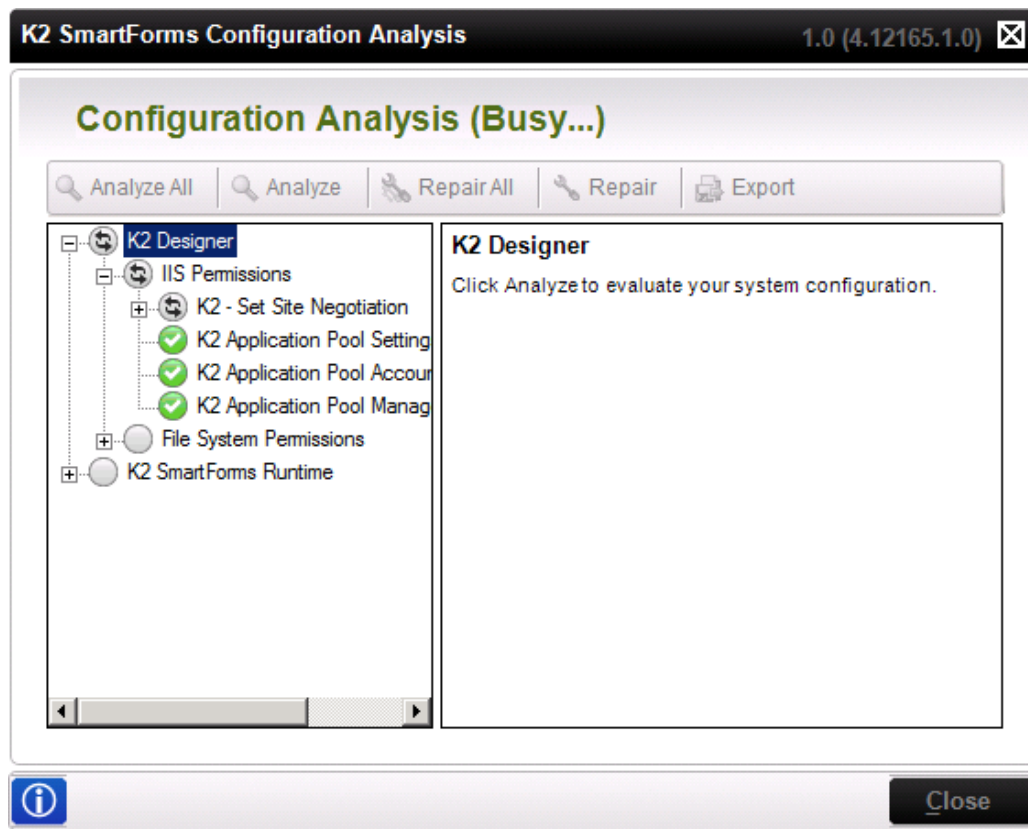 K2 SmartForms Configuration Analysis 1.0 (4.12165.1.0)
Configuration Analysis (Busy...)
Analyze All Analyze Repair All Repair Export
K2 Designer
IIS Permissions
K2 - Set Site Negotiation
K2 Application Pool Setting
K2 Application Pool Accour
K2 Application Pool Manag
File System Permissions
K2 SmartForms Runtime
K2 Designer
Click Analyze to evaluate your system configuration.
Close